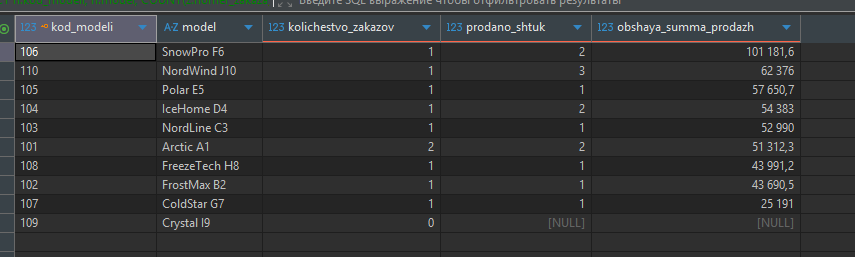 Введите SQL выражение чтобы отфильтровать результаты
123 kod_modeli A-Z model 123 kolichestvo_zakazov 123 prodano_shtuk 123 obshaya_summa_prodazh
106 SnowPro F6 1 2 101 181,6
110 NordWind J10 1 3 62 376
105 Polar E5 1 1 57 650,7
104 IceHome D4 1 2 54 383
103 NordLine C3 1 1 52 990
101 Arctic A1 2 2 51 312,3
108 FreezeTech H8 1 1 43 991,2
102 FrostMax B2 1 1 43 690,5
107 ColdStar G7 1 1 25 191
109 Crystal I9 0 [NULL] [NULL]